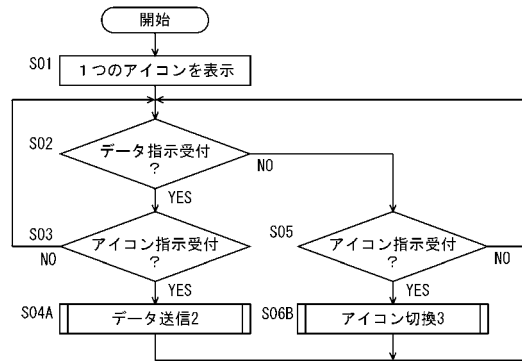 開始
S01
1つのアイコンを表示
S02
データ指示受付
?
NO
YES
S03
アイコン指示受付
?
NO
YES
S05
アイコン指示受付
?
NO
YES
S04A
データ送信2
S06B
アイコン切換3